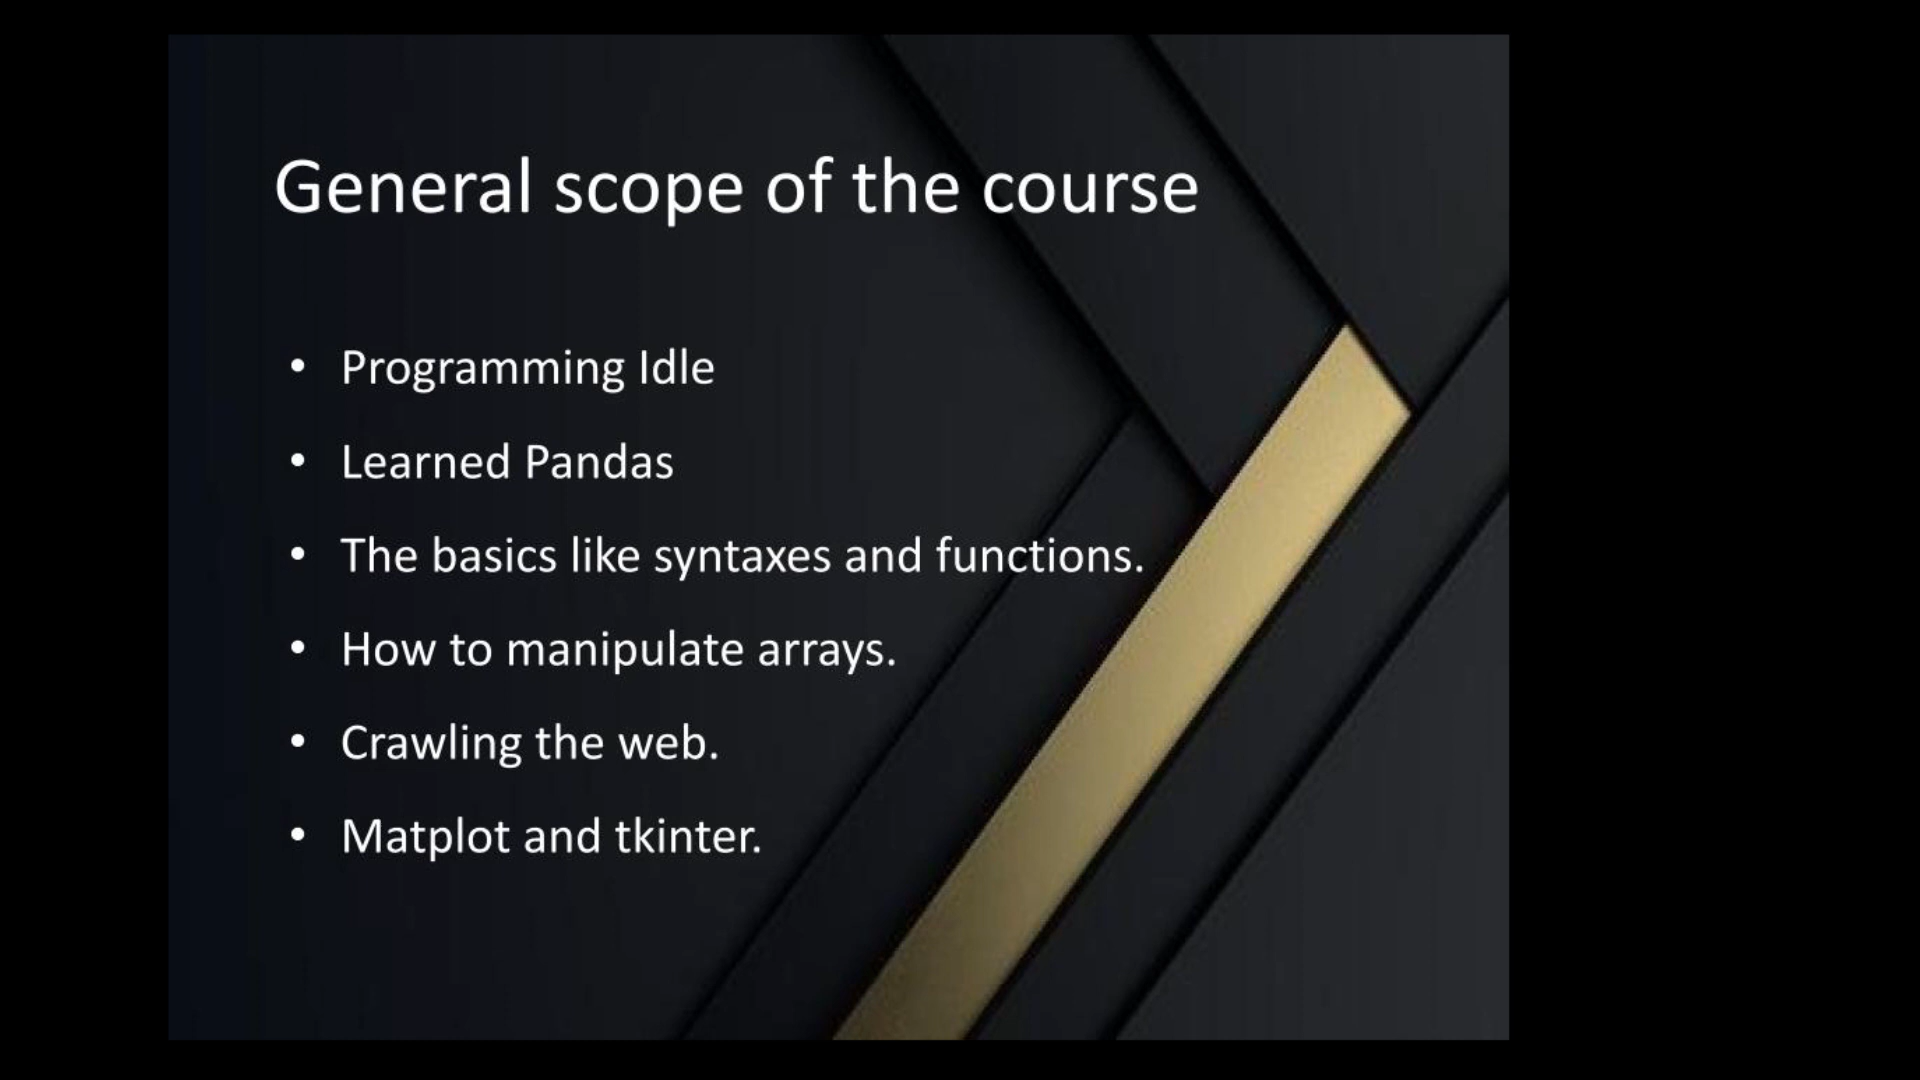 General scope of the course
• Programming Idle
• Learned Pandas
• The basics like syntaxes and functions.
• How to manipulate arrays.
• Crawling the web.
• Matplot and tkinter.